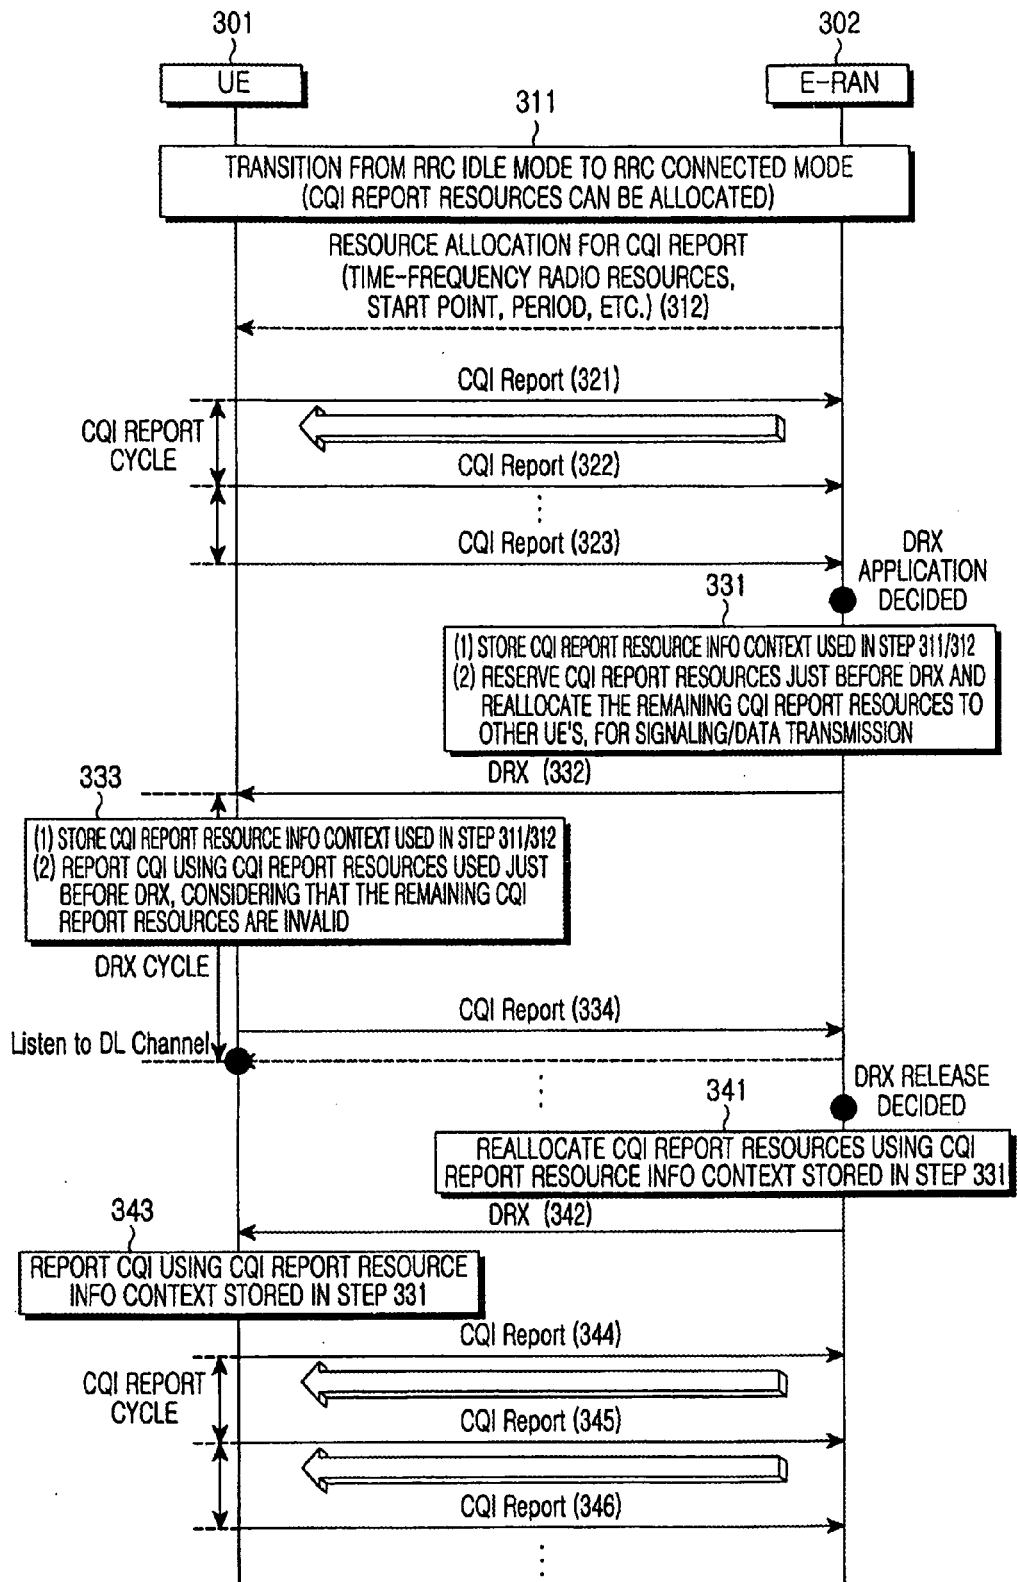 301
302
UE
E-RAN
311
TRANSITION FROM RRC IDLE MODE TO RRC CONNECTED MODE
(CQI REPORT RESOURCES CAN BE ALLOCATED)
RESOURCE ALLOCATION FOR CQI REPORT
(TIME-FREQUENCY RADIO RESOURCES,
START POINT, PERIOD, ETC.) (312)
CQI Report (321)
CQI REPORT
CYCLE
CQI Report (322)
CQI Report (323)
DRX
APPLICATION
DECIDED
331
(1) STORE CQI REPORT RESOURCE INFO CONTEXT USED IN STEP 311/312
(2) RESERVE CQI REPORT RESOURCES JUST BEFORE DRX AND
REALLOCATE THE REMAINING CQI REPORT RESOURCES TO
OTHER UE'S, FOR SIGNALING/DATA TRANSMISSION
DRX (332)
333
(1) STORE CQI REPORT RESOURCE INFO CONTEXT USED IN STEP 311/312
(2) REPORT CQI USING CQI REPORT RESOURCES USED JUST
BEFORE DRX, CONSIDERING THAT THE REMAINING CQI
REPORT RESOURCES ARE INVALID
DRX CYCLE
CQI Report (334)
Listen to DL Channel
DRX RELEASE
DECIDED
341
REALLOCATE CQI REPORT RESOURCES USING CQI
REPORT RESOURCE INFO CONTEXT STORED IN STEP 331
DRX (342)
343
REPORT CQI USING CQI REPORT RESOURCE
INFO CONTEXT STORED IN STEP 331
CQI Report (344)
CQI REPORT
CYCLE
CQI Report (345)
CQI Report (346)